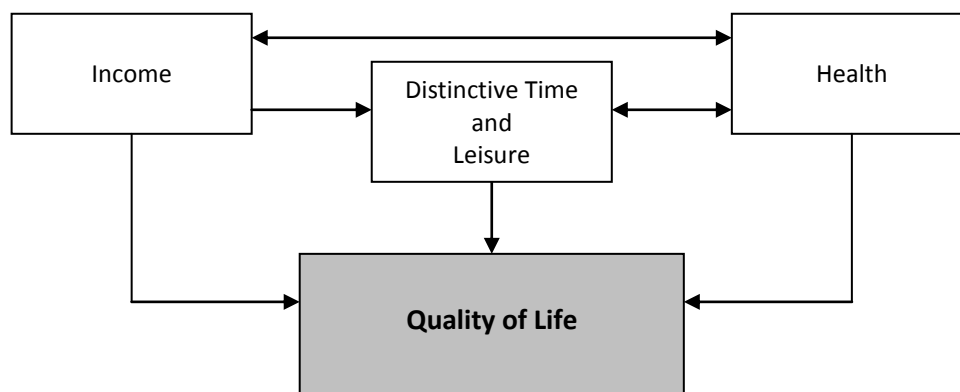 Income
Distinctive Time
and
Leisure
Health
Quality of Life